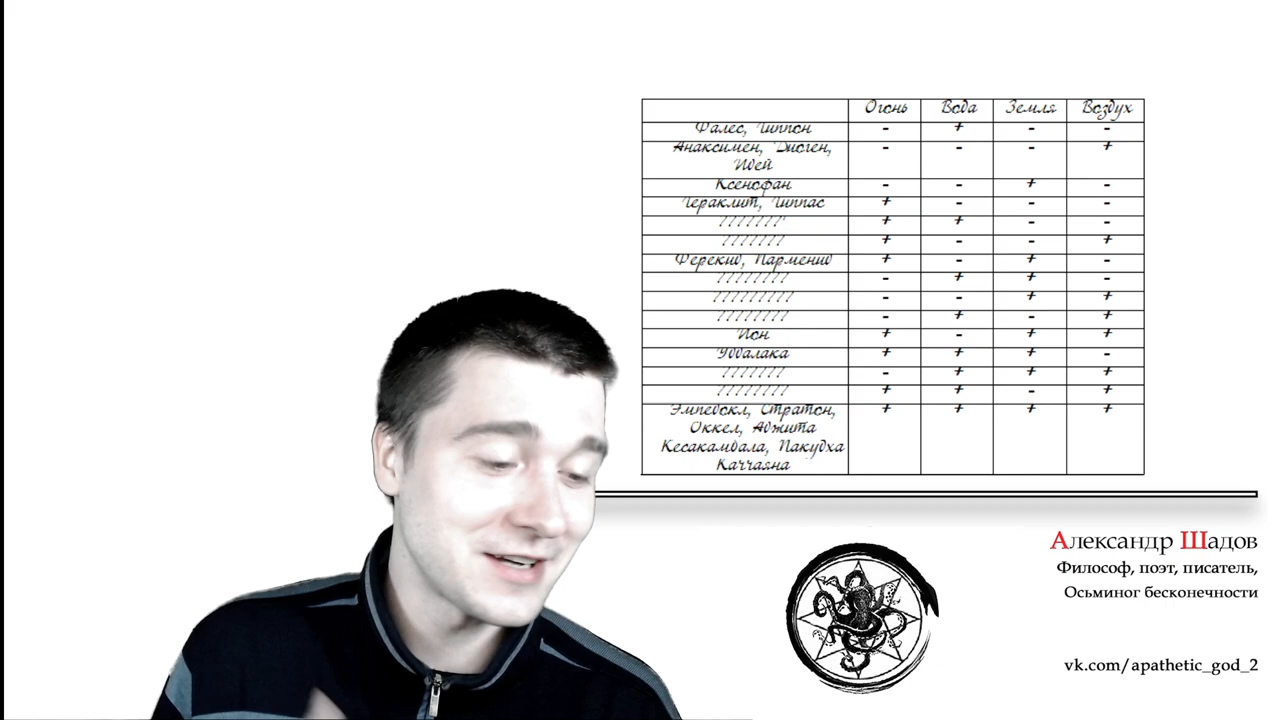 Огонь Вода Земля Воздух
Фалес, Гиппон - + - -
Анаксимен, Диоген, - - - +
Идей
Ксенофан - - + -
Гераклит, Гиппас + - - -
???????' + + - -
??????? + - - +
Ферекид, Парменид + - + -
???????? - + + -
????????? - - + +
???????? - + - +
Ион + - + +
Уддалака + + + -
??????? - + + +
???????? + + - +
Эмпедокл, Стратон, + + + +
Оккел, Аджита
Кесакамбала, Пакудха
Каччаяна
Александр Шадов
Философ, поэт, писатель,
Осьминог бесконечности
vk.com/apathetic_god_2